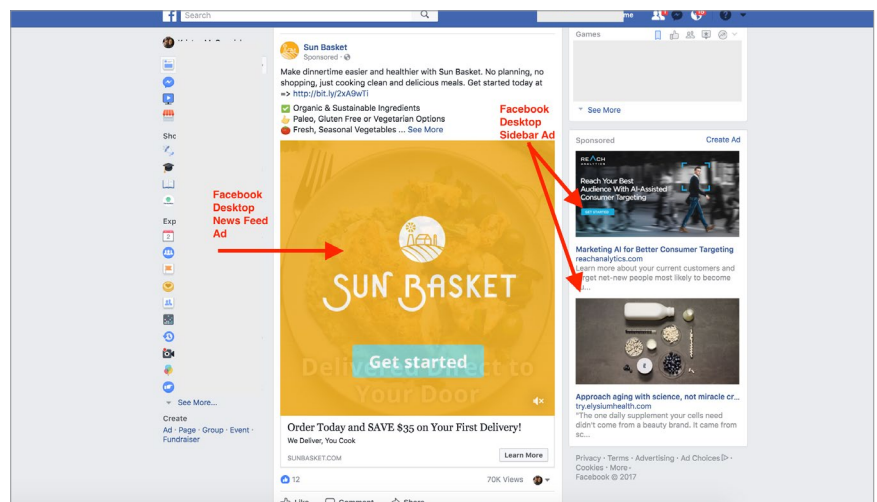 Search
me
Sun Basket
Sponsored ·
Make dinnertime easier and healthier with Sun Basket. No planning, no
shopping, just cooking clean and delicious meals. Get started today at
=> http://bit.ly/2xA9wTi
Organic & Sustainable Ingredients
Paleo, Gluten Free or Vegetarian Options
Fresh, Seasonal Vegetables ... See More
Shc
Exp
2
See More...
Create
Ad · Page · Group · Event ·
Fundraiser
Facebook
Desktop
News Feed
Ad
SUN BASKET
Get started
Delivered Direct to
Your Door
Order Today and SAVE $35 on Your First Delivery!
We Deliver, You Cook
SUNBASKET.COM
Learn More
12
70K Views
Like Comment Share
Facebook
Desktop
Sidebar Ad
Games
See More
Sponsored
Create Ad
REACH
ANALYTICS
Reach Your Best
Audience With AI-Assisted
Consumer Targeting
GET STARTED
Marketing AI for Better Consumer Targeting
reachanalytics.com
Learn more about your current customers and
get net-new people most likely to become
Approach aging with science, not miracle cr...
try.elysiumhealth.com
"The one daily supplement your cells need
didn't come from a beauty brand. It came from
sc...
Privacy · Terms · Advertising · Ad Choices ·
Cookies · More ·
Facebook © 2017